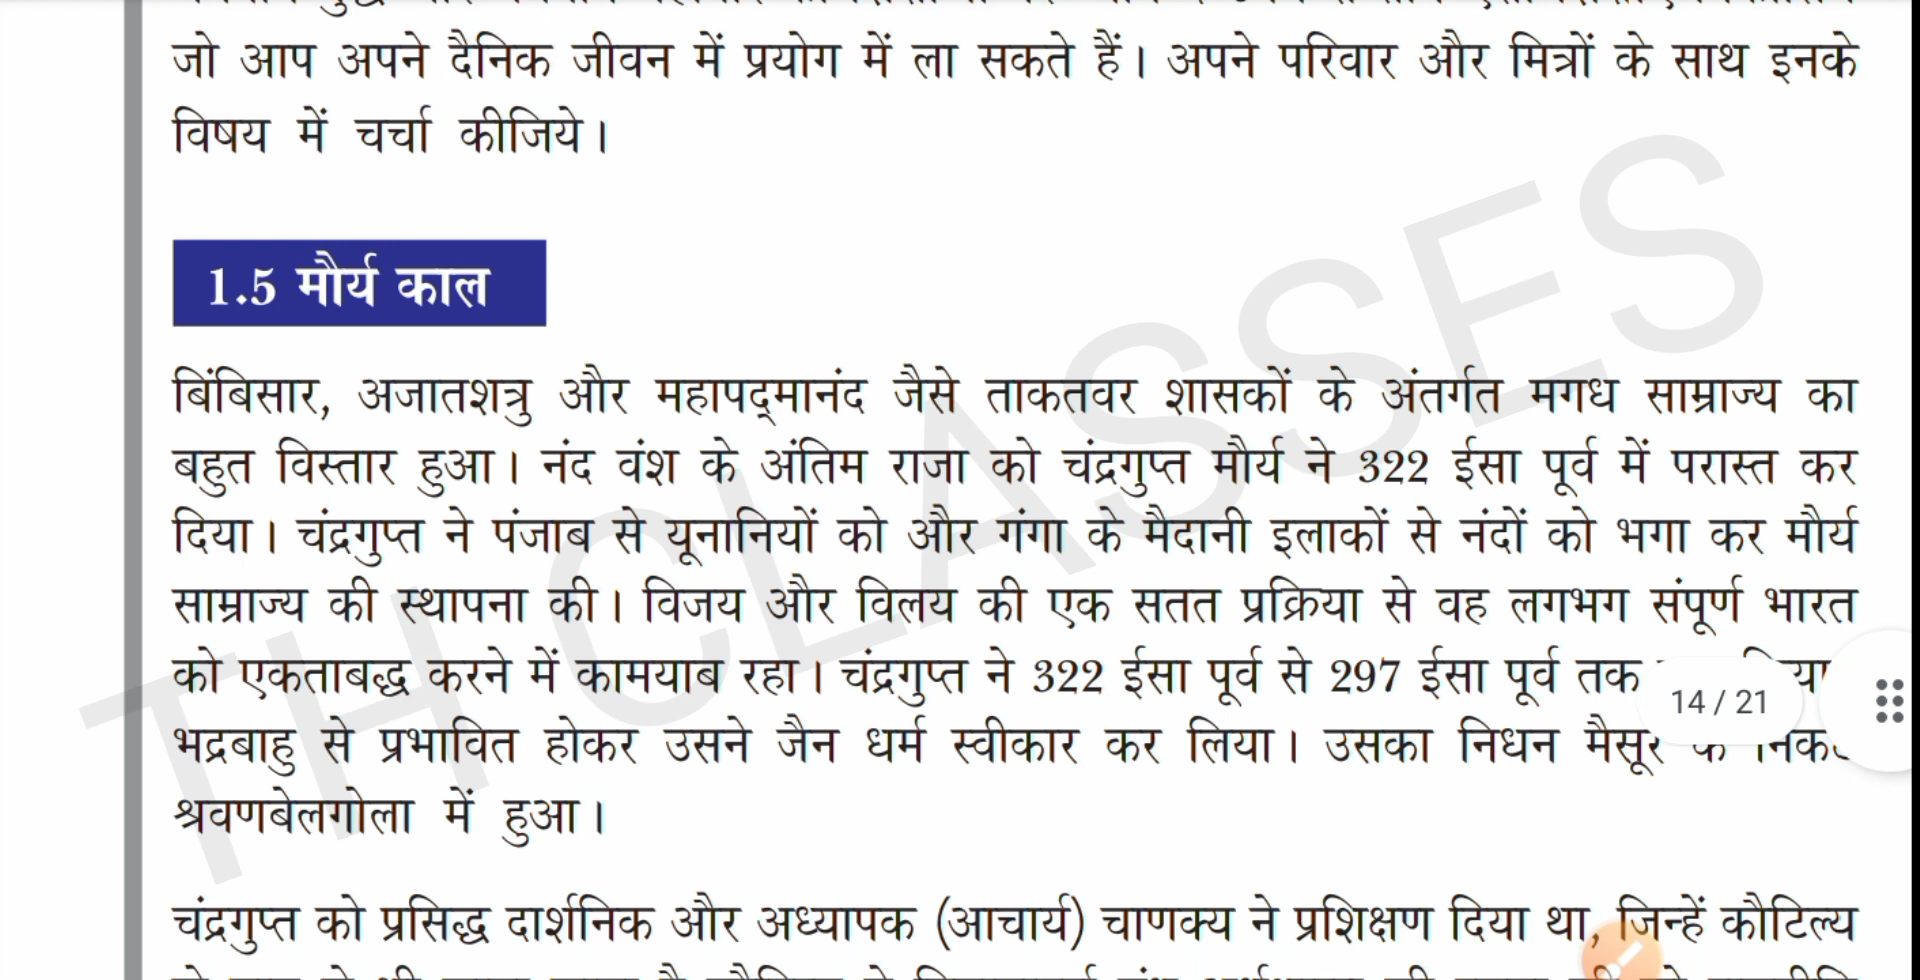 जो आप अपने दैनिक जीवन में प्रयोग में ला सकते हैं। अपने परिवार और मित्रों के साथ इनके
विषय में चर्चा कीजिये।
1.5 मौर्य काल
बिंबिसार, अजातशत्रु और महापद्मानंद जैसे ताकतवर शासकों के अंतर्गत मगध साम्राज्य का
बहुत विस्तार हुआ। नंद वंश के अंतिम राजा को चंद्रगुप्त मौर्य ने 322 ईसा पूर्व में परास्त कर
दिया। चंद्रगुप्त ने पंजाब से यूनानियों को और गंगा के मैदानी इलाकों से नंदों को भगा कर मौर्य
साम्राज्य की स्थापना की। विजय और विलय की एक सतत प्रक्रिया से वह लगभग संपूर्ण भारत
को एकताबद्ध करने में कामयाब रहा। चंद्रगुप्त ने 322 ईसा पूर्व से 297 ईसा पूर्व तक
14 / 21
भद्रबाहु से प्रभावित होकर उसने जैन धर्म स्वीकार कर लिया। उसका निधन मैसूर
श्रवणबेलगोला में हुआ।
चंद्रगुप्त को प्रसिद्ध दार्शनिक और अध्यापक (आचार्य) चाणक्य ने प्रशिक्षण दिया था, जिन्हें कौटिल्य
TH CLASSES